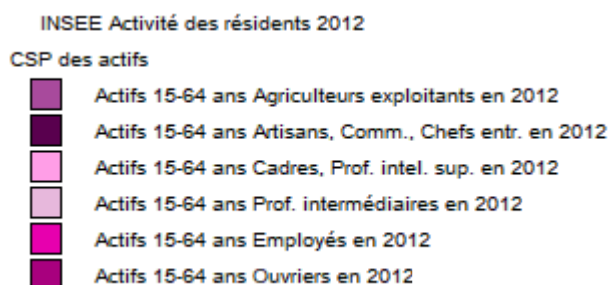 INSEE Activité des résidents 2012
CSP des actifs
Actifs 15-64 ans Agriculteurs exploitants en 2012
Actifs 15-64 ans Artisans, Comm., Chefs entr. en 2012
Actifs 15-64 ans Cadres, Prof. intel. sup. en 2012
Actifs 15-64 ans Prof. intermédiaires en 2012
Actifs 15-64 ans Employés en 2012
Actifs 15-64 ans Ouvriers en 2012